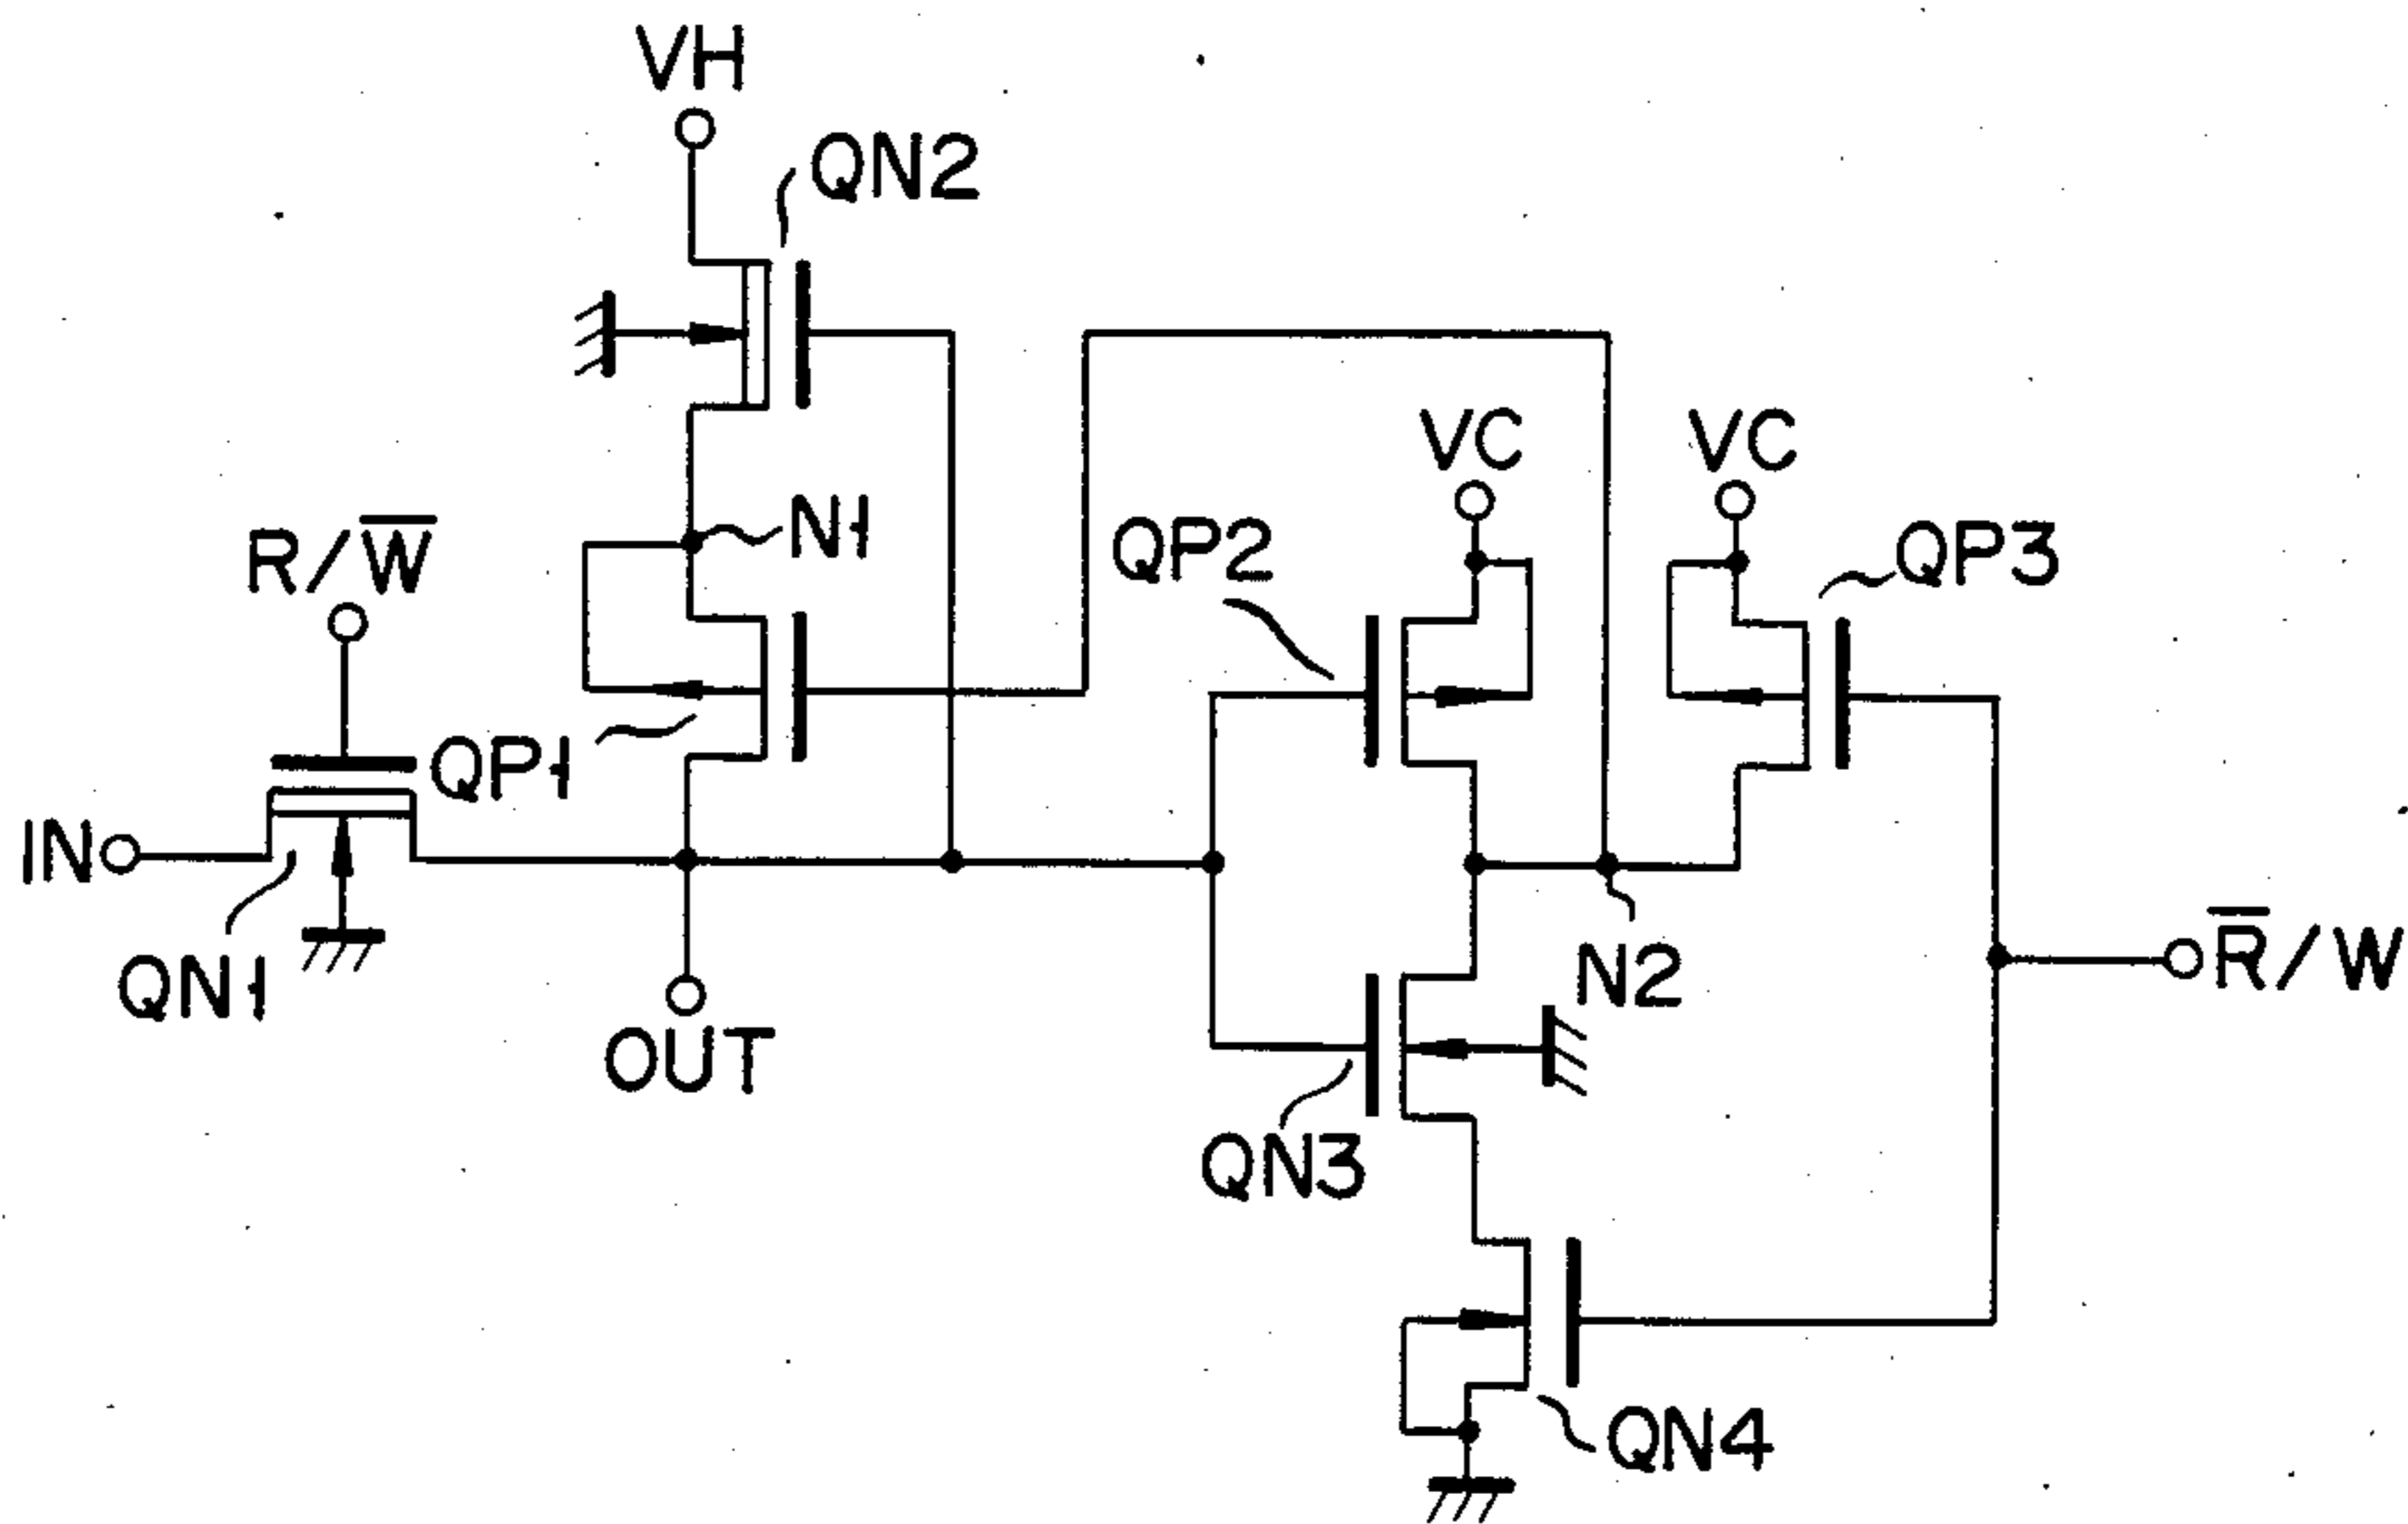 VH
QN2
VC
VC
N1
QP2
QP3
R/W̅
QP1
IN
QN1
N2
R̅/W
OUT
QN3
QN4